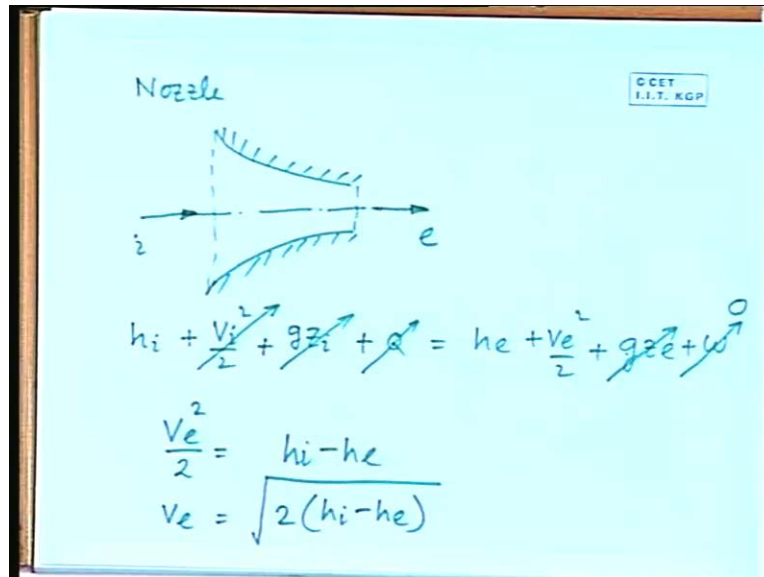 Nozzle
C CET
I.I.T. KGP
i
e
hi + Vi²/2 + gzi + Q = he + Ve²/2 + gze + w 0
Ve²/2 = hi - he
Ve = √2(hi - he)